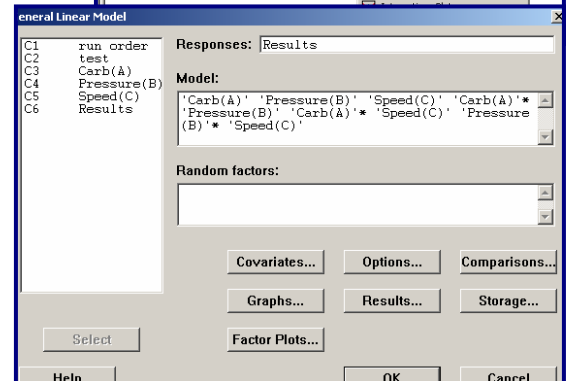 eneral Linear Model
C1 run order
C2 test
C3 Carb(A)
C4 Pressure(B)
C5 Speed(C)
C6 Results
Responses: Results
Model:
'Carb(A)' 'Pressure(B)' 'Speed(C)' 'Carb(A)'*
'Pressure(B)' 'Carb(A)'* 'Speed(C)' 'Pressure
(B)'* 'Speed(C)'
Random factors:
Covariates... Options... Comparisons...
Graphs... Results... Storage...
Select Factor Plots...
Help OK Cancel